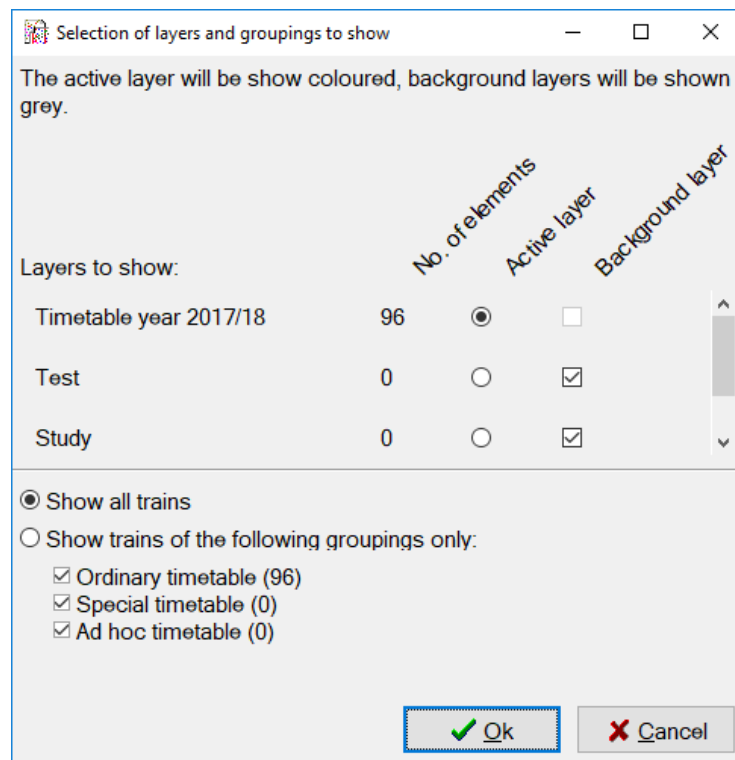 Selection of layers and groupings to show
The active layer will be show coloured, background layers will be shown
grey.
No. of elements
Active layer
Background layer
Layers to show:
Timetable year 2017/18 96
Test 0
Study 0
Show all trains
Show trains of the following groupings only:
Ordinary timetable (96)
Special timetable (0)
Ad hoc timetable (0)
Ok
Cancel